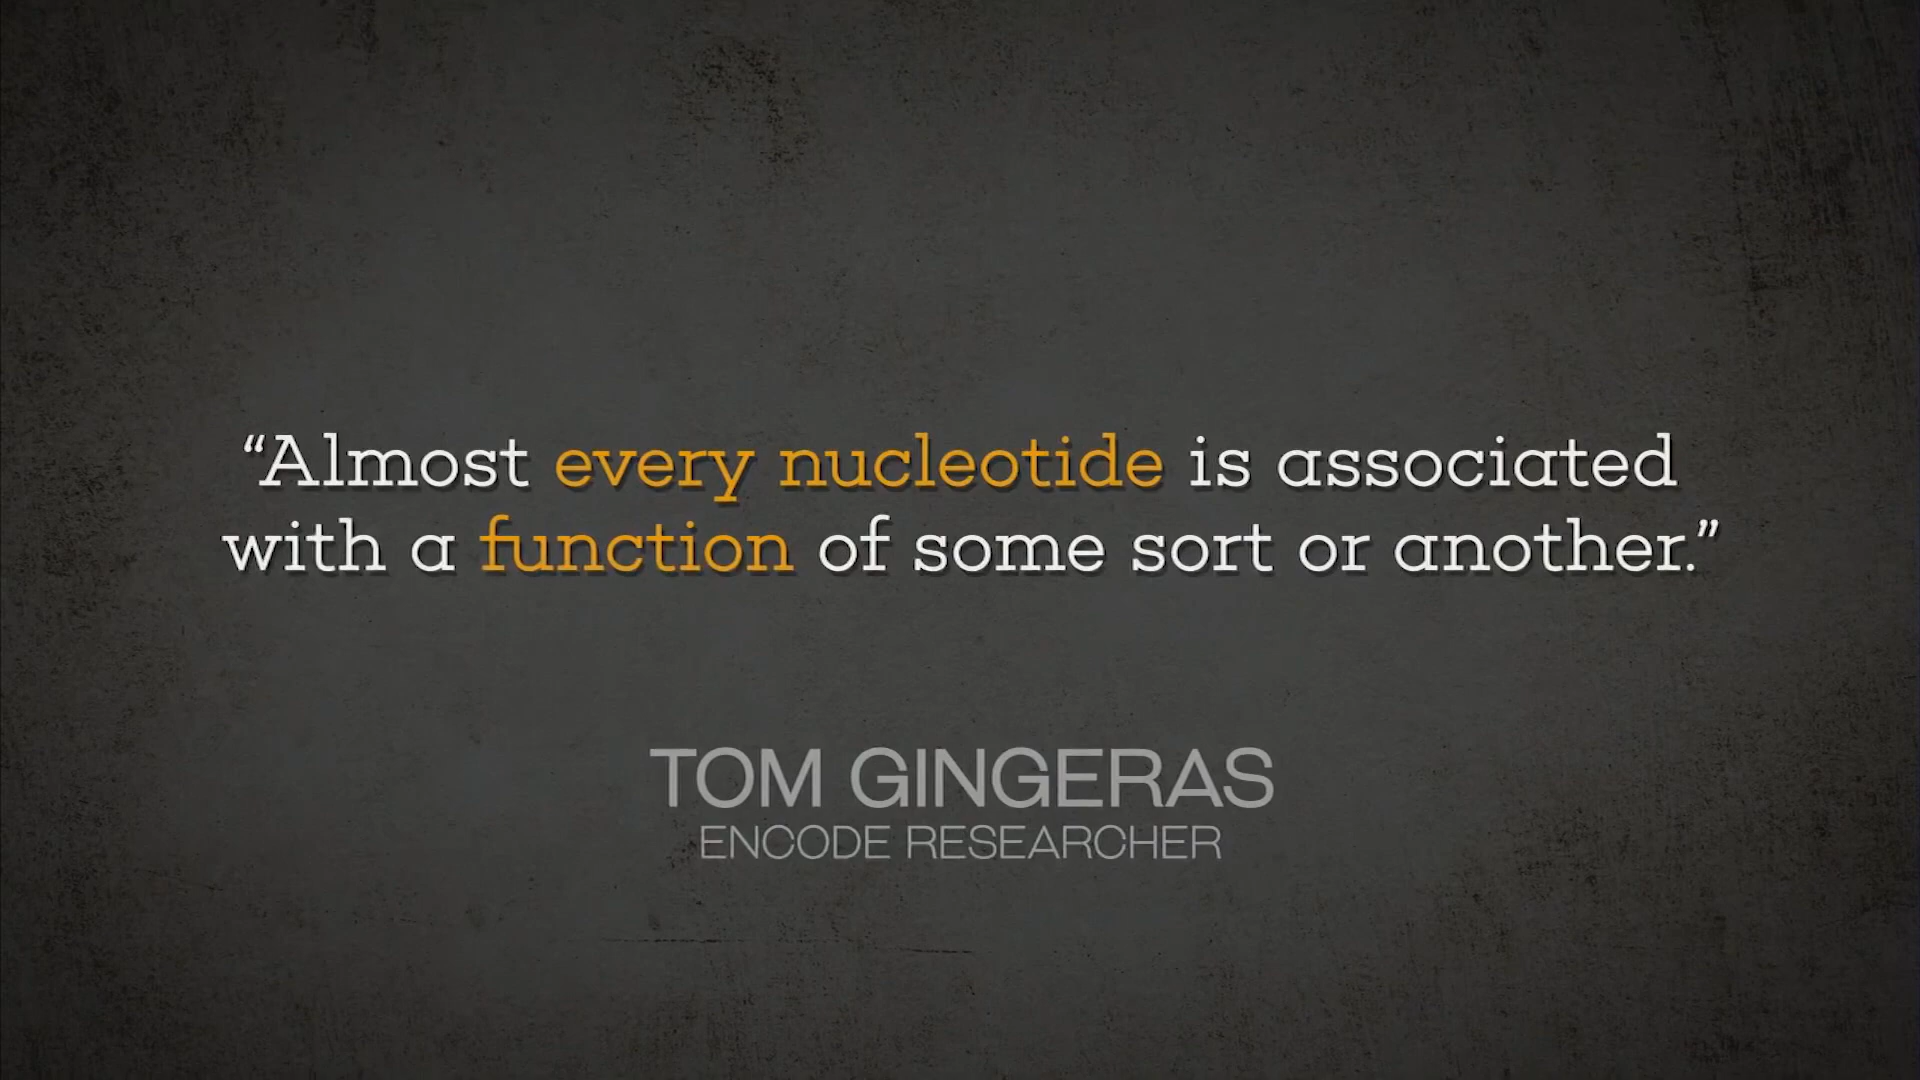 “Almost every nucleotide is associated
with a function of some sort or another.”
TOM GINGERAS
ENCODE RESEARCHER